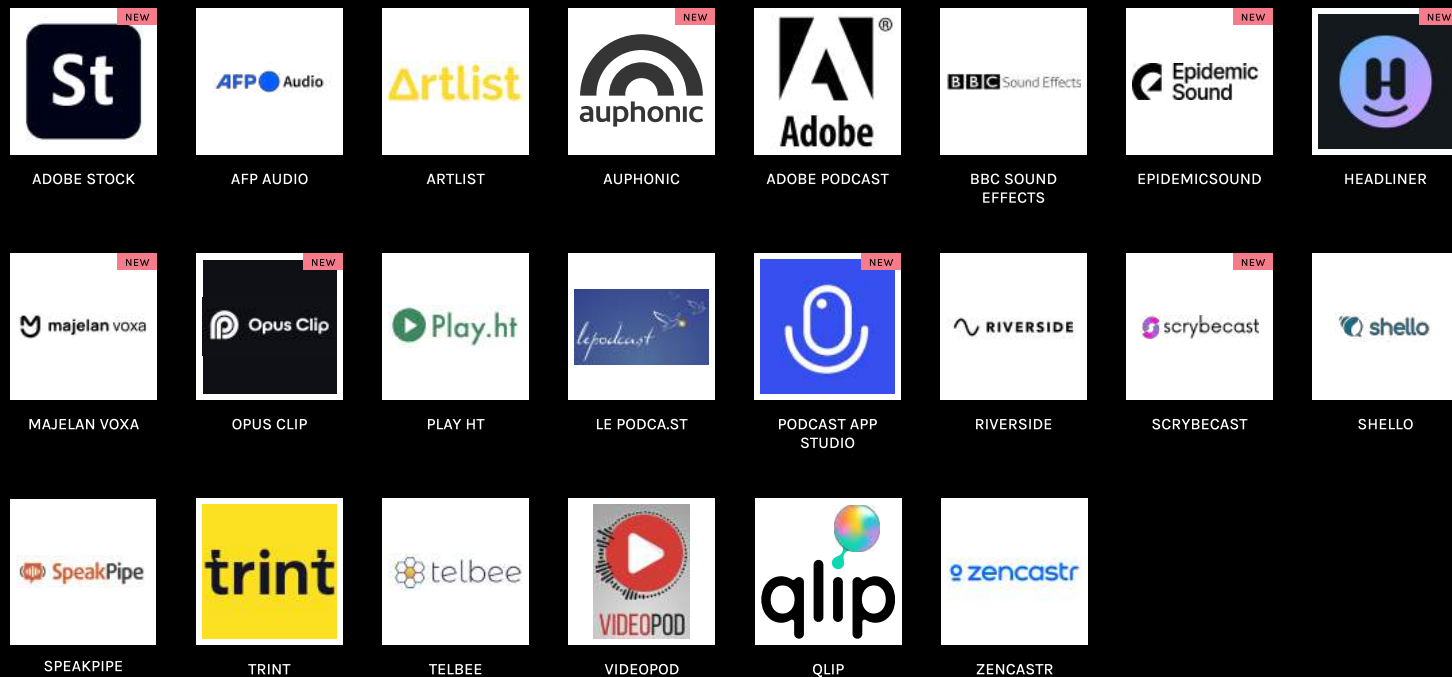 NEW
St
ADOBE STOCK
AFP Audio
AFP AUDIO
Artlist
ARTLIST
NEW
auphonic
AUPHONIC
®
Adobe
ADOBE PODCAST
BBC Sound Effects
BBC SOUND
EFFECTS
NEW
Epidemic
Sound
EPIDEMICSOUND
NEW
H
HEADLINER
NEW
majelan voxa
MAJELAN VOXA
NEW
Opus Clip
OPUS CLIP
Play.ht
PLAY HT
lepodcast
LE PODCA.ST
NEW
PODCAST APP
STUDIO
RIVERSIDE
RIVERSIDE
NEW
scrybecast
SCRYBECAST
shello
SHELLO
SpeakPipe
SPEAKPIPE
trint
TRINT
telbee
TELBEE
VIDEOPOD
VIDEOPOD
qlip
QLIP
zencastr
ZENCASTR